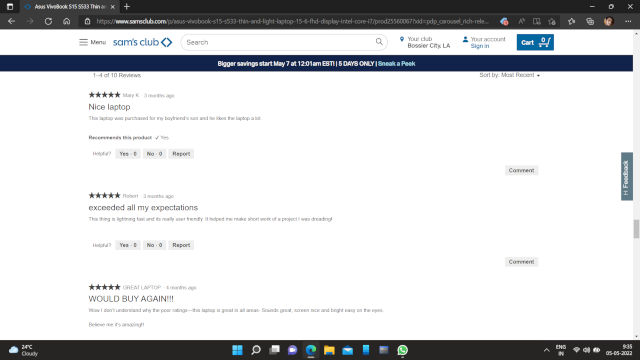 Asus VivoBook S15 S533 Thin an
https://www.samsclub.com/p/asus-vivobook-s15-s533-thin-and-light-laptop-15-6-fhd-display-intel-core-i7/prod25560067?xid=pdp_carousel_rich-rele...
Menu sam's club Search Your club Bossier City, LA Your account Sign in Cart 0
Bigger savings start May 7 at 12:01am EST! | 5 DAYS ONLY | Sneak a Peek
1–4 of 10 Reviews Sort by: Most Recent
Mary K. · 3 months ago
Nice laptop
This laptop was purchased for my boyfriend's son and he likes the laptop a lot.
Recommends this product ✓ Yes
Helpful? Yes · 0 No · 0 Report
Comment
Feedback
Robert · 3 months ago
exceeded all my expectations
This thing is lightning fast and its really user friendly. It helped me make short work of a project I was dreading!
Helpful? Yes · 0 No · 0 Report
Comment
GREAT LAPTOP · 4 months ago
WOULD BUY AGAIN!!!
Wow I don't understand why the poor ratings---this laptop is great in all areas. Sounds great, screen nice and bright easy on the eyes.
Believe me it's amazing!!
24°C
Cloudy
ENG
IN
9:35
05-05-2022